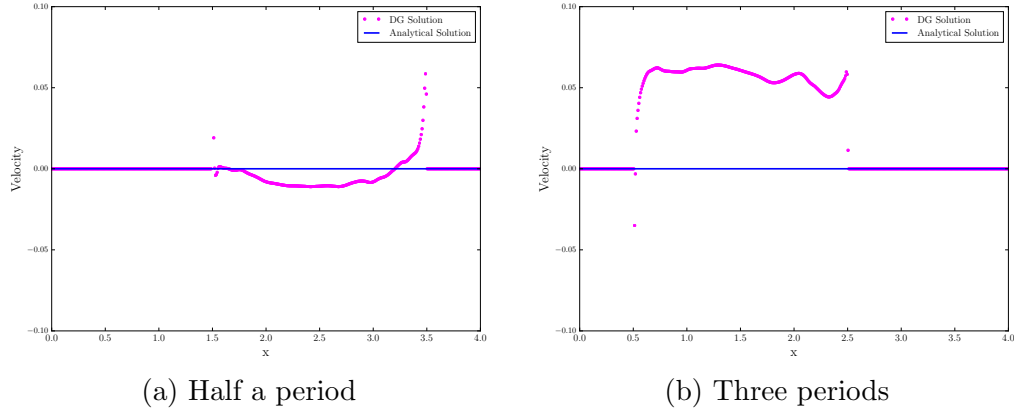 0.10
0.05
0.00
−0.05
−0.10
Velocity
0.0 0.5 1.0 1.5 2.0 2.5 3.0 3.5 4.0
x
DG Solution
Analytical Solution
(a) Half a period
0.10
0.05
0.00
−0.05
−0.10
Velocity
0.0 0.5 1.0 1.5 2.0 2.5 3.0 3.5 4.0
x
DG Solution
Analytical Solution
(b) Three periods